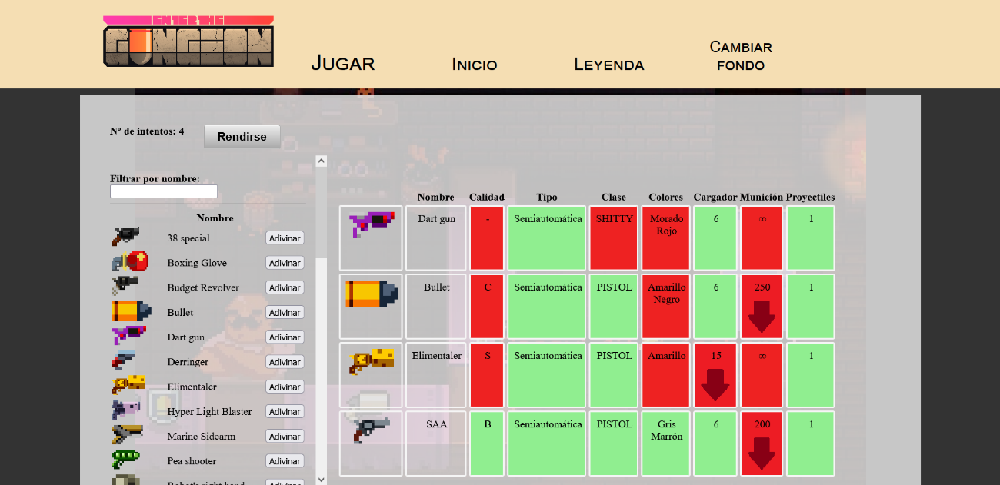 ENTER THE
GUNGEON
Jugar
Inicio
Leyenda
Cambiar
fondo
Nº de intentos: 4
Rendirse
Filtrar por nombre:
Nombre
38 special Adivinar
Boxing Glove Adivinar
Budget Revolver Adivinar
Bullet Adivinar
Dart gun Adivinar
Derringer Adivinar
Elimentaler Adivinar
Hyper Light Blaster Adivinar
Marine Sidearm Adivinar
Pea shooter Adivinar
Robot's right hand Adivinar
Nombre Calidad Tipo Clase Colores Cargador Munición Proyectiles
Dart gun - Semiautomática SHITTY Morado 6 ∞ 1
Rojo
Bullet C Semiautomática PISTOL Amarillo 6 250 1
Negro
Elimentaler S Semiautomática PISTOL Amarillo 15 ∞ 1
SAA B Semiautomática PISTOL Gris 6 200 1
Marrón